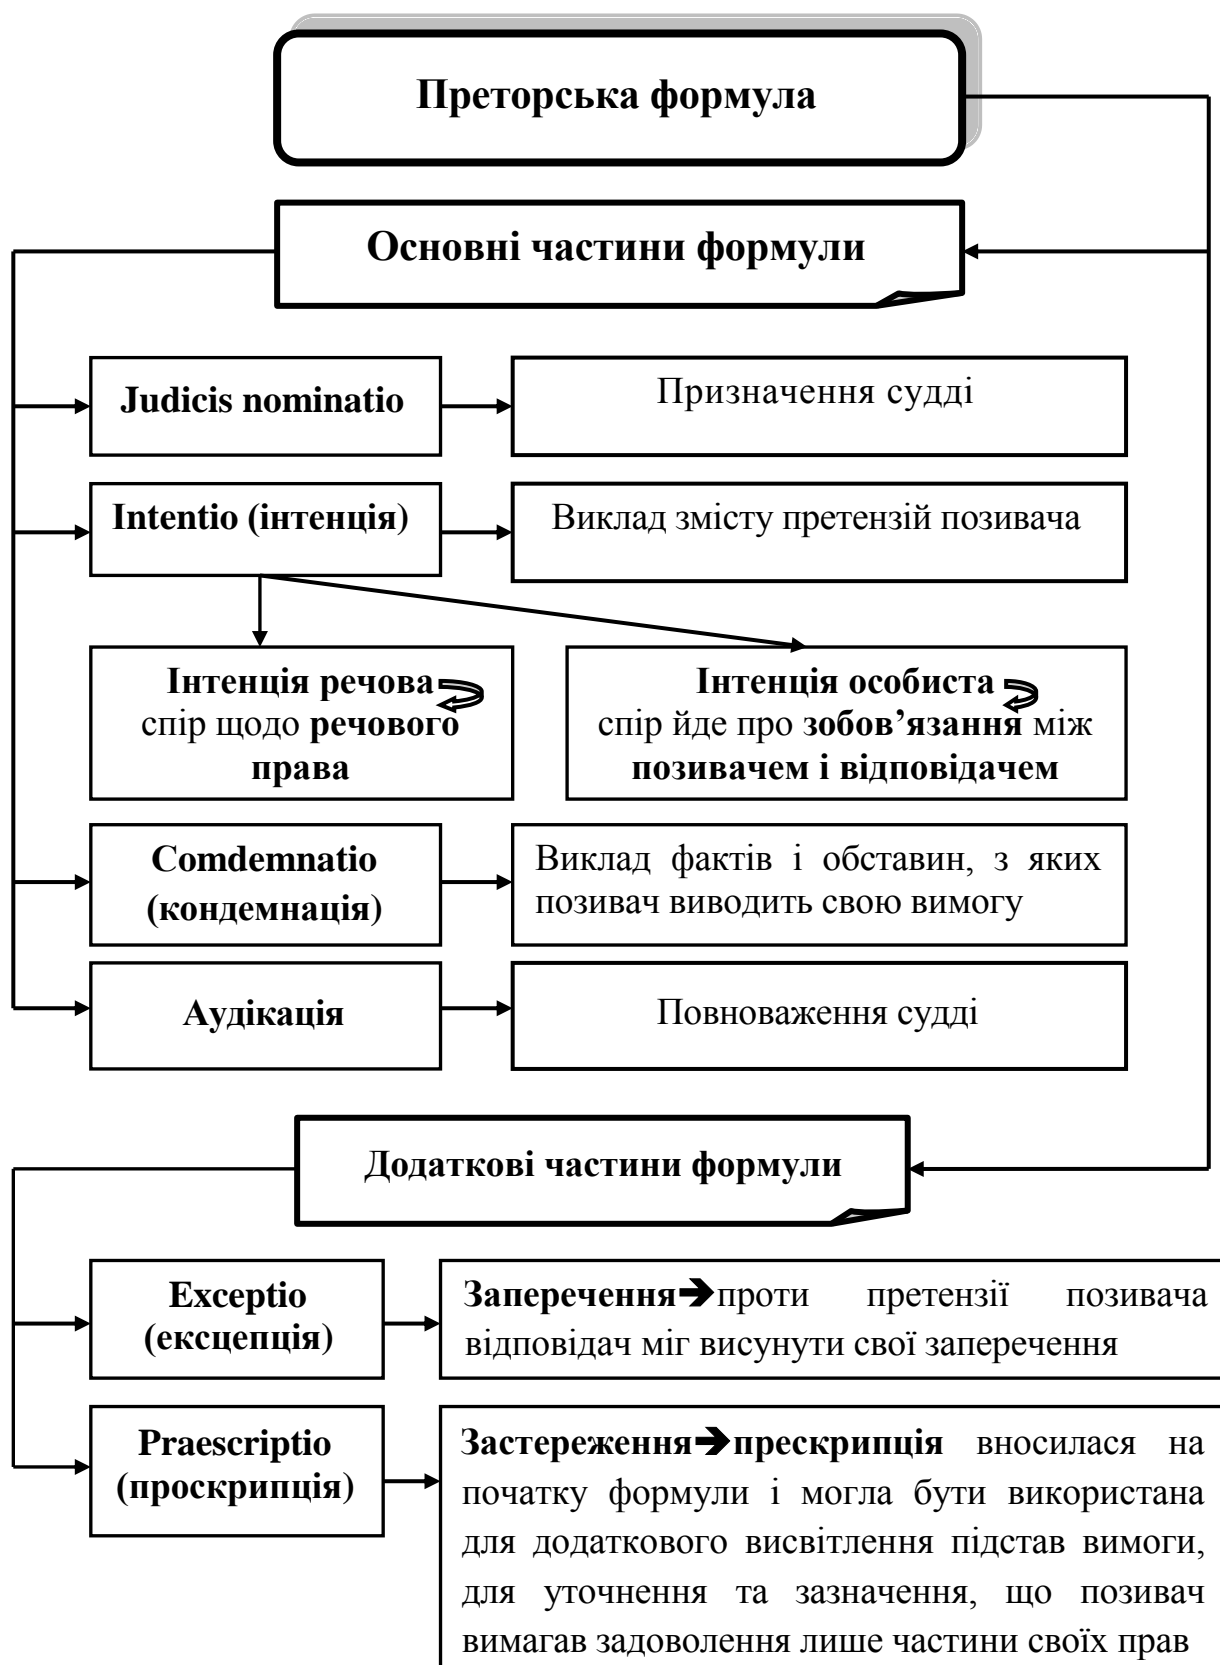 Преторська формула
Основні частини формули
Judicis nominatio
Призначення судді
Intentio (інтенція)
Виклад змісту претензій позивача
Інтенція речова
спір щодо речового
права
Інтенція особиста
спір йде про зобов’язання між
позивачем і відповідачем
Comdemnatio
(кондемнація)
Виклад фактів і обставин, з яких
позивач виводить свою вимогу
Аудікація
Повноваження судді
Додаткові частини формули
Exceptio
(ексцепція)
Заперечення➔проти претензії позивача
відповідач міг висунути свої заперечення
Praescriptio
(проскрипція)
Застереження➔прескрипція вносилася на
початку формули і могла бути використана
для додаткового висвітлення підстав вимоги,
для уточнення та зазначення, що позивач
вимагав задоволення лише частини своїх прав